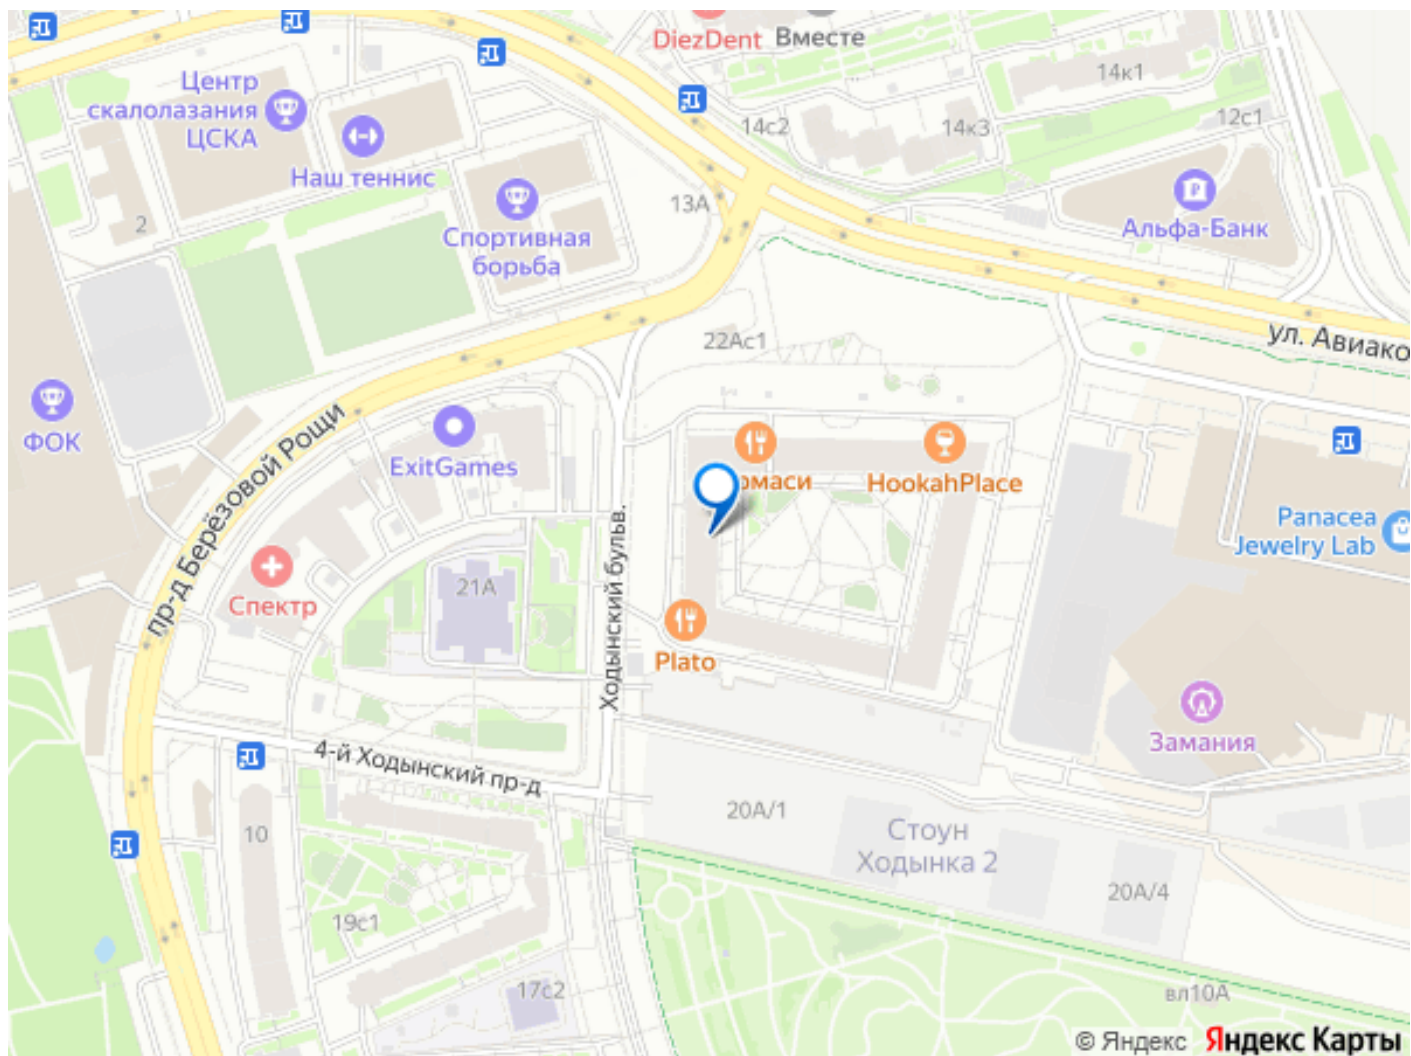 DiezDent
Вместе
Центр
скалолазания
ЦСКА
14к1
14с2
14к3
12с1
Наш теннис
13А
2
Спортивная
борьба
Альфа-Банк
22Ас1
ул. Авиако
ФОК
ExitGames
пр-д Берёзовой Рощи
рмаси
HookahPlace
Ходынский бульв.
Panacea
Jewelry Lab
21А
Спектр
Plato
Замания
4-й Ходынский пр-д
20А/1
Стоун
Ходынка 2
10
20А/4
19с1
17с2
вл10А
© Яндекс Яндекс Карты